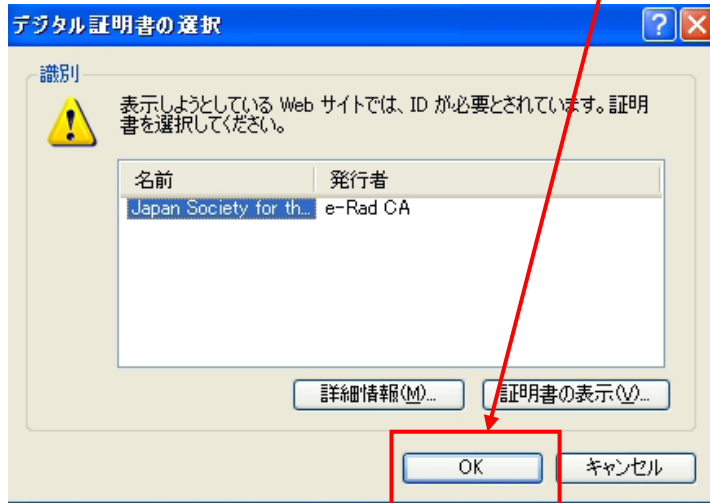 デジタル証明書の選択
識別
表示しようとしている Web サイトでは、ID が必要とされています。証明
書を選択してください。
名前 発行者
Japan Society for th... e-Rad CA
詳細情報(M)... 証明書の表示(V)...
OK キャンセル